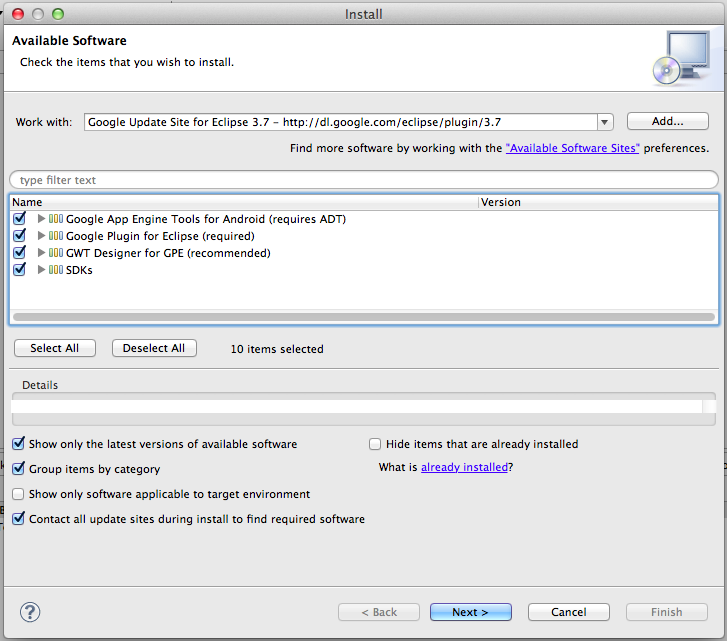 Install
Available Software
Check the items that you wish to install.
Work with: Google Update Site for Eclipse 3.7 – http://dl.google.com/eclipse/plugin/3.7 Add...
Find more software by working with the "Available Software Sites" preferences.
type filter text
Name Version
Google App Engine Tools for Android (requires ADT)
Google Plugin for Eclipse (required)
GWT Designer for GPE (recommended)
SDKs
Select All Deselect All 10 items selected
Details
Show only the latest versions of available software Hide items that are already installed
Group items by category What is already installed?
Show only software applicable to target environment
Contact all update sites during install to find required software
? < Back Next > Cancel Finish